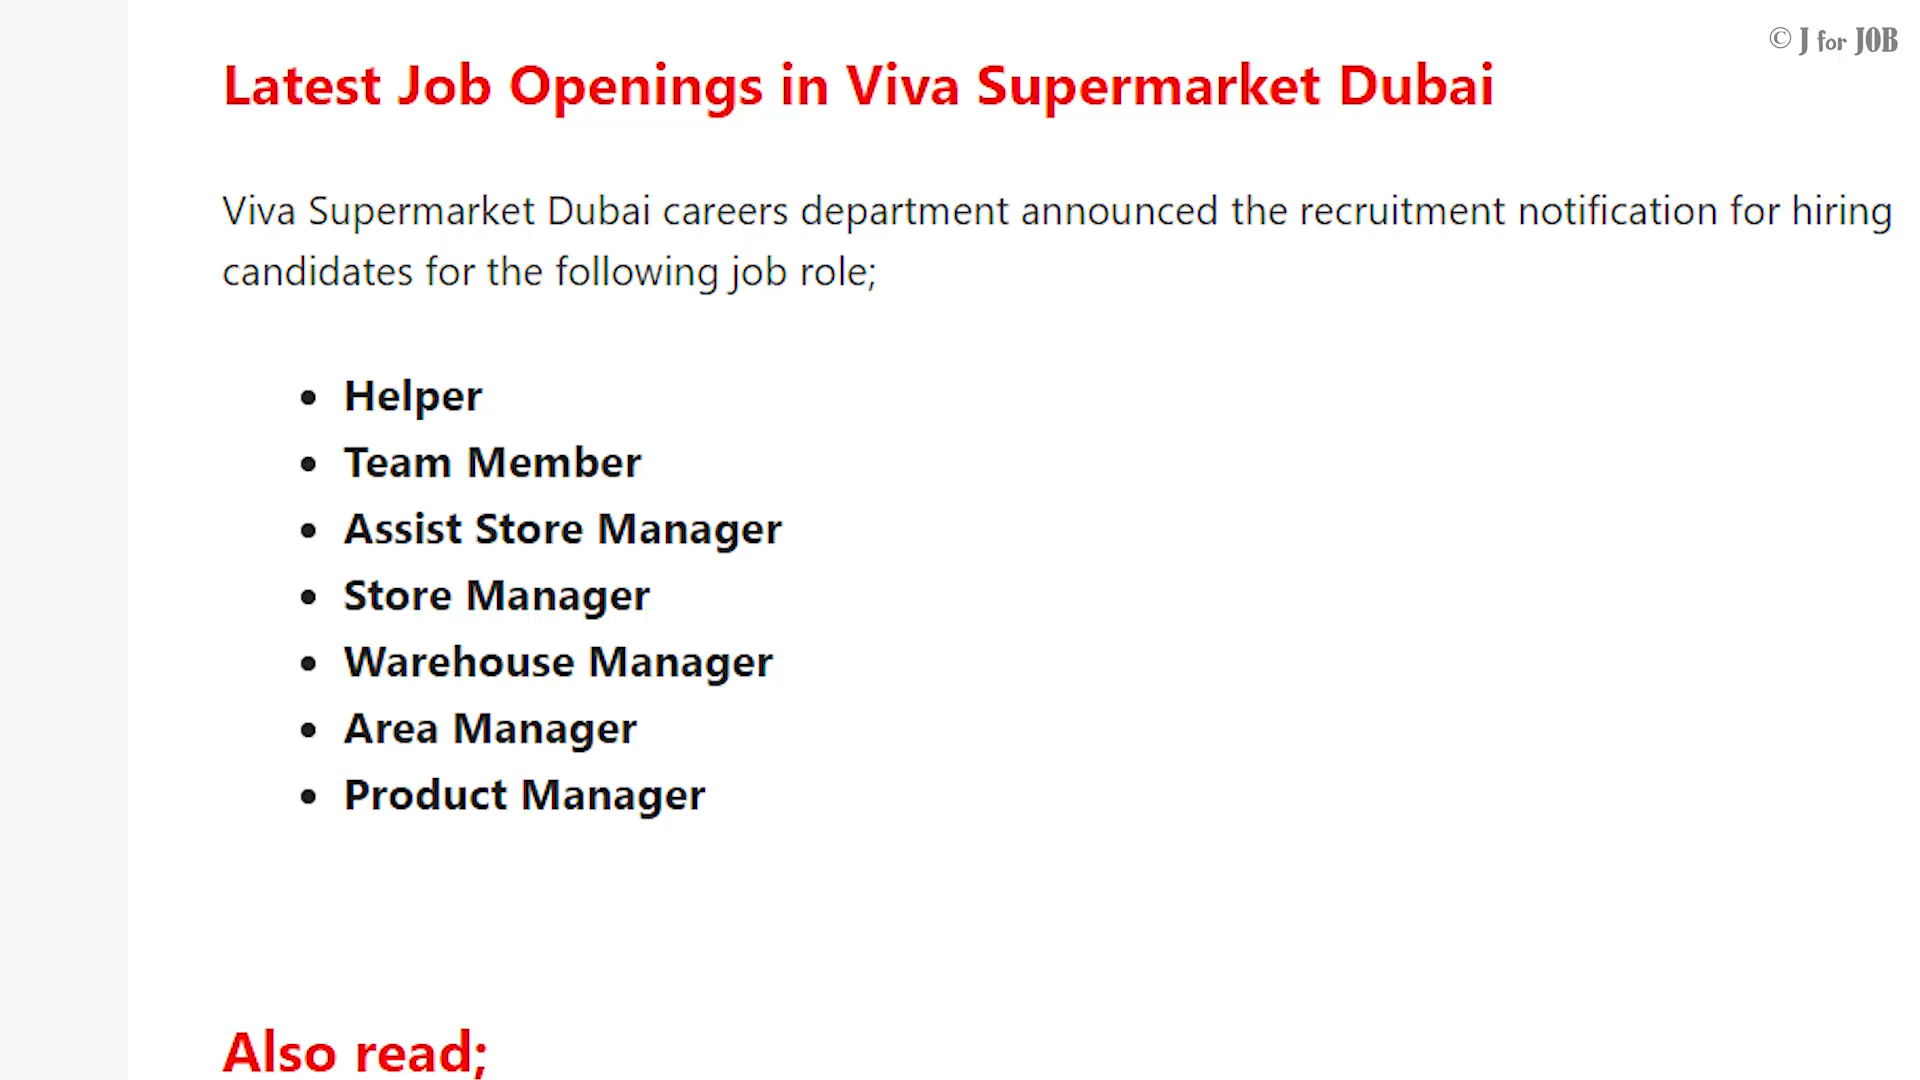 © J for JOB
Latest Job Openings in Viva Supermarket Dubai
Viva Supermarket Dubai careers department announced the recruitment notification for hiring
candidates for the following job role;
• Helper
• Team Member
• Assist Store Manager
• Store Manager
• Warehouse Manager
• Area Manager
• Product Manager
Also read;